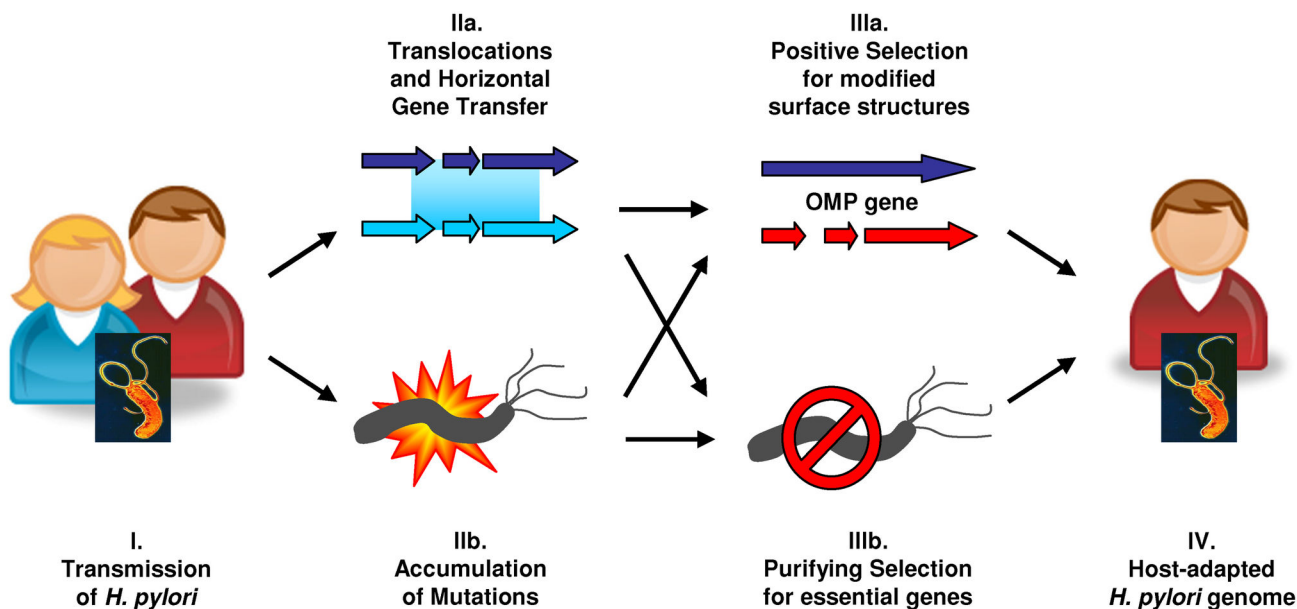 IIa.
Translocations
and Horizontal
Gene Transfer
IIIa.
Positive Selection
for modified
surface structures
OMP gene
I.
Transmission
of H. pylori
IIb.
Accumulation
of Mutations
IIIb.
Purifying Selection
for essential genes
IV.
Host-adapted
H. pylori genome